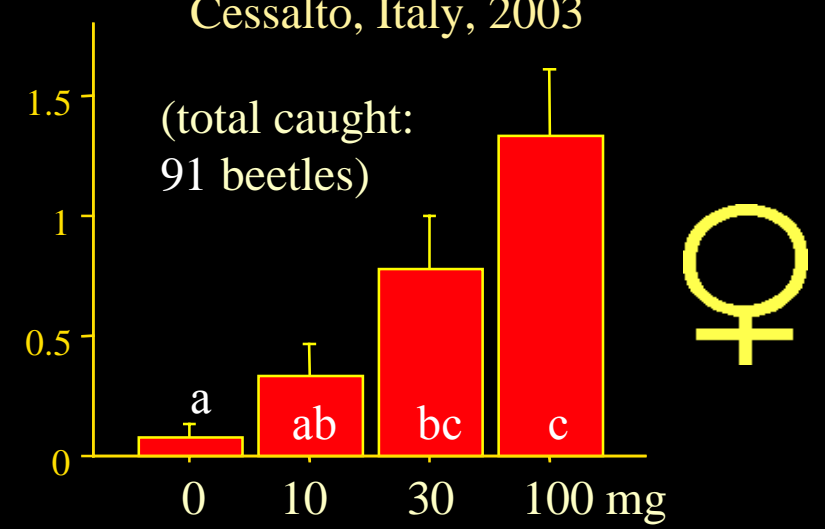 Cessalto, Italy, 2003
1.5
(total caught:
91 beetles)
1
0.5
a
ab bc c
0
0 10 30 100 mg